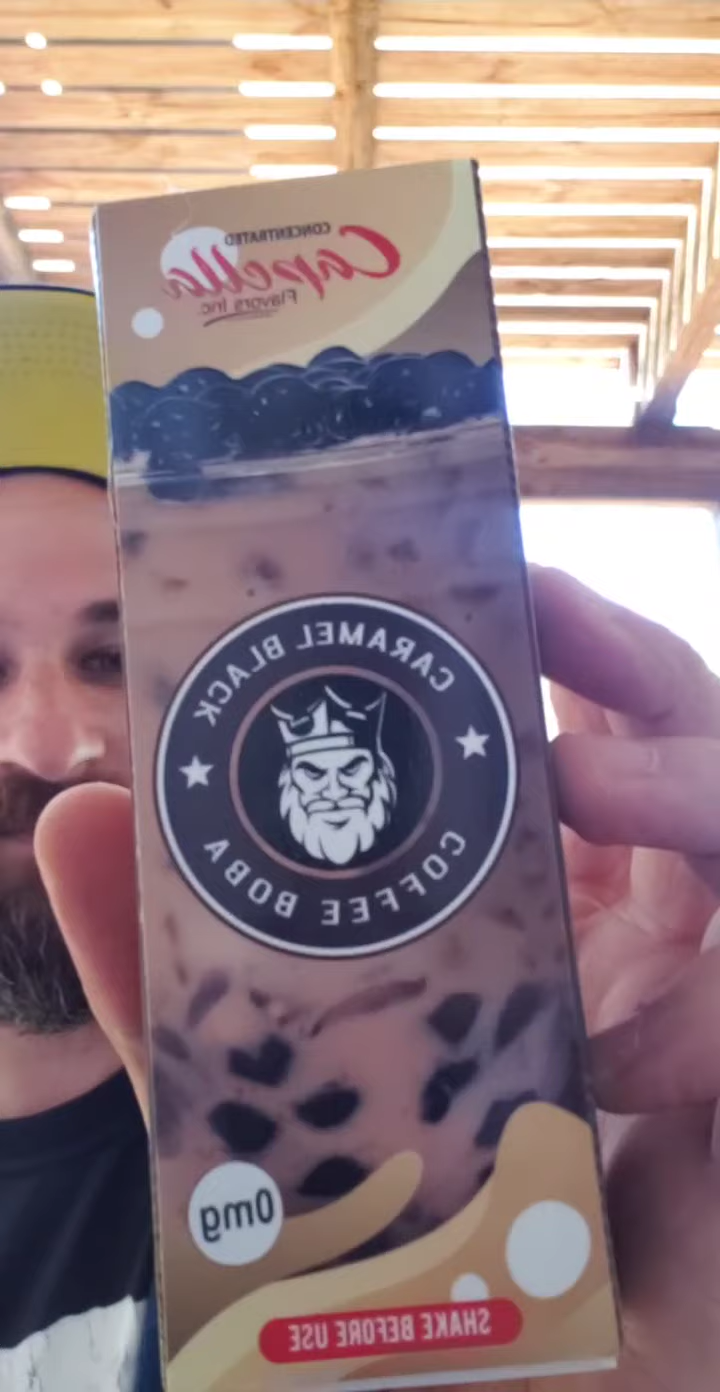 CONCENTRATED
Capella
Flavors Inc.
CARAMEL BLACK
COFFEE BOBA
0mg
SHAKE BEFORE USE